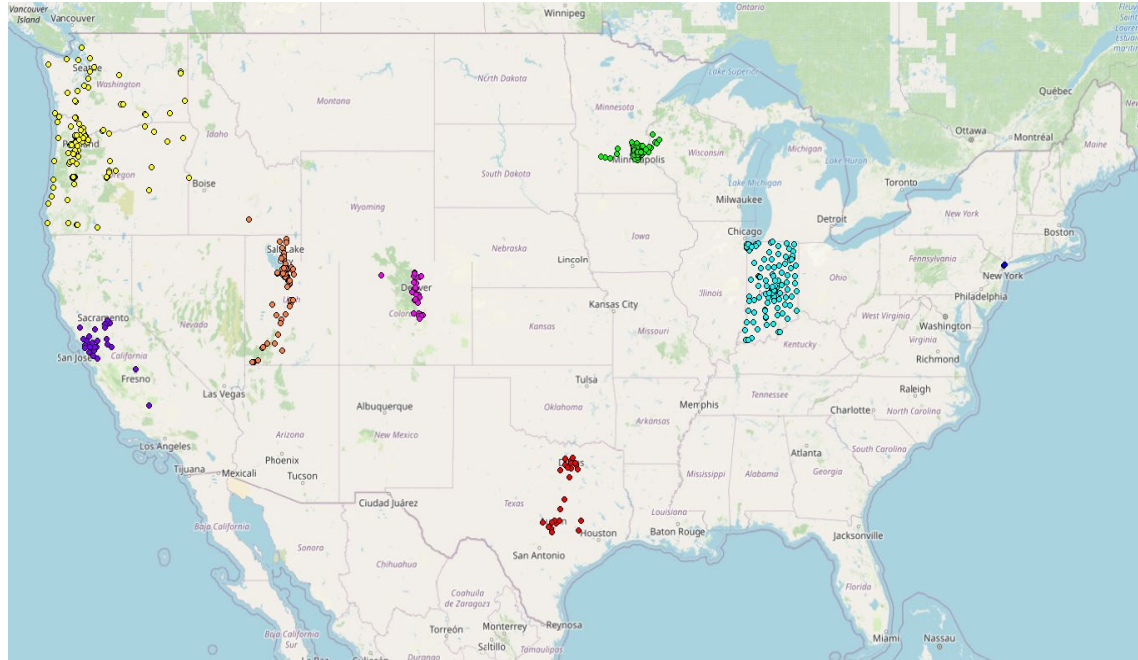 Vancouver
Island
Vancouver
Winnipeg
Ontario
Seattle
Washington
North Dakota
Lake Superior
Québec
Montana
Minnesota
Ottawa
Montréal
Idaho
Portland
Minneapolis
Wisconsin
Michigan
Lake Huron
Maine
Oregon
Boise
South Dakota
Lake Michigan
Toronto
Wyoming
Milwaukee
Detroit
New York
Chicago
Boston
Salt Lake
City
Nebraska
Iowa
Lincoln
Pennsylvania
Ohio
New York
Denver
Utah
Illinois
Philadelphia
Kansas City
Sacramento
Nevada
Colorado
Kansas
Missouri
West Virginia
Washington
San Jose
California
Kentucky
Virginia
Richmond
Fresno
Las Vegas
Tulsa
Raleigh
Tennessee
Albuquerque
Oklahoma
Memphis
Charlotte
North Carolina
Los Angeles
Arizona
New Mexico
Arkansas
Atlanta
South Carolina
Phoenix
Tijuana
Mexicali
Tucson
Dallas
Mississippi
Alabama
Georgia
Ciudad Juárez
Texas
Louisiana
Austin
Houston
Baton Rouge
Jacksonville
Baja California
Sonora
San Antonio
Chihuahua
Florida
Coahuila
de Zaragoza
Baja California
Sur
Torreón
Monterrey
Reynosa
Saltillo
Miami
Nassau
Durango
Tamaulipas